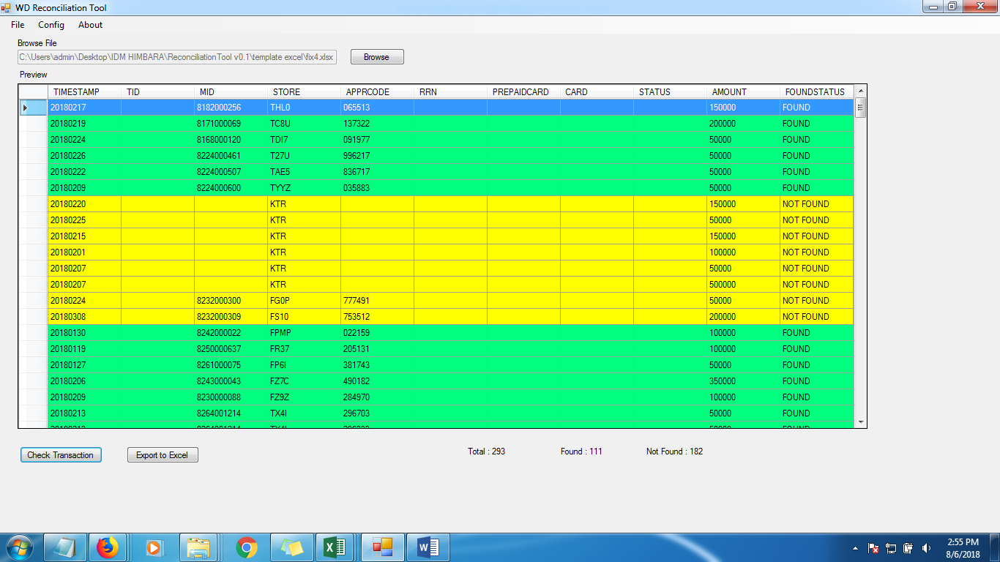 WD Reconciliation Tool
File Config About
Browse File
C:\Users\admin\Desktop\IDM HIMBARA\ReconciliationTool v0.1\template excel\fix4.xlsx Browse
Preview
TIMESTAMP TID MID STORE APPRCODE RRN PREPAIDCARD CARD STATUS AMOUNT FOUNDSTATUS
20180217 8182000256 THL0 065513 150000 FOUND
20180219 8171000069 TC8U 137322 200000 FOUND
20180224 8168000120 TDI7 091977 50000 FOUND
20180226 8224000461 T27U 996217 50000 FOUND
20180222 8224000507 TAE5 836717 50000 FOUND
20180209 8224000600 TYYZ 035883 50000 FOUND
20180220 KTR 150000 NOT FOUND
20180225 KTR 50000 NOT FOUND
20180215 KTR 150000 NOT FOUND
20180201 KTR 100000 NOT FOUND
20180207 KTR 50000 NOT FOUND
20180207 KTR 500000 NOT FOUND
20180224 8232000300 FG0P 777491 50000 NOT FOUND
20180308 8232000309 FS10 753512 200000 NOT FOUND
20180130 8242000022 FPMP 022159 100000 FOUND
20180119 8250000637 FR37 205131 100000 FOUND
20180127 8261000075 FP6I 381743 50000 FOUND
20180206 8243000043 FZ7C 490182 350000 FOUND
20180209 8230000088 FZ9Z 284970 100000 FOUND
20180213 8264001214 TX4I 296703 50000 FOUND
Check Transaction Export to Excel Total : 293 Found : 111 Not Found : 182
2:55 PM
8/6/2018